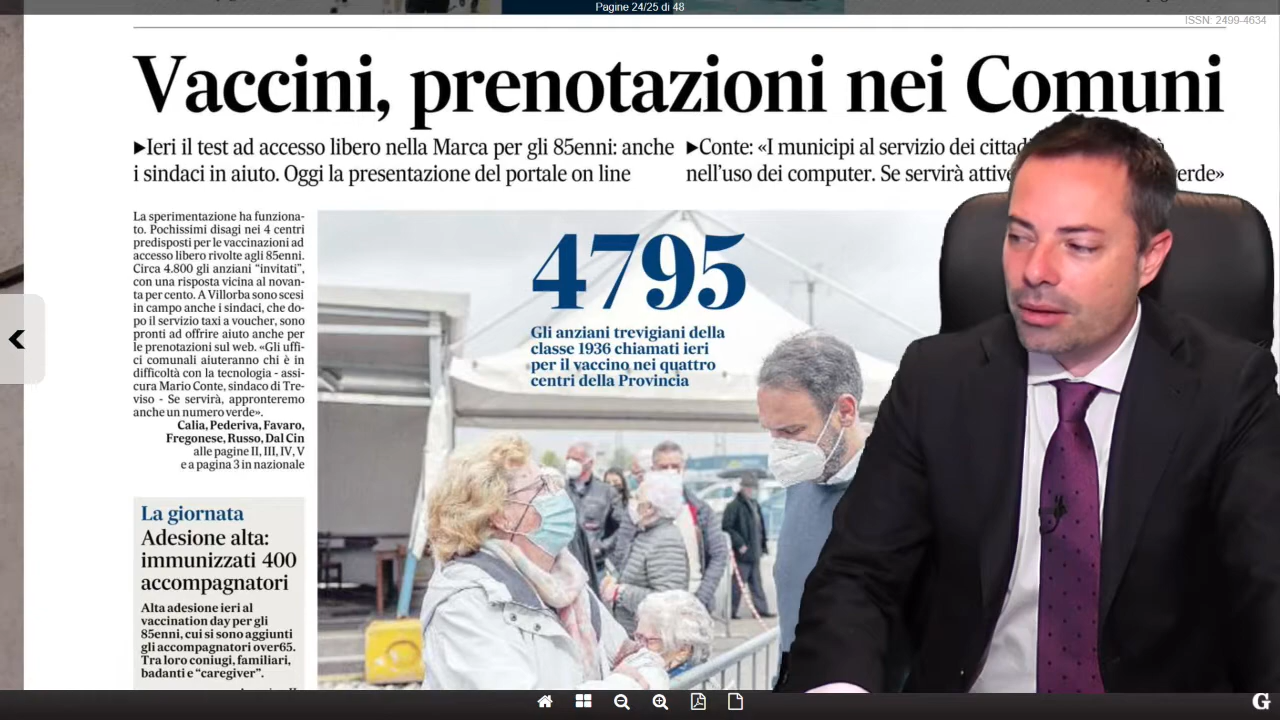 Pagine 24/25 di 48
ISSN: 2499-4634
Vaccini, prenotazioni nei Comuni
▶Ieri il test ad accesso libero nella Marca per gli 85enni: anche
i sindaci in aiuto. Oggi la presentazione del portale on line
▶Conte: «I municipi al servizio dei
nell'uso dei computer. Se servirà verde»
La sperimentazione ha funziona-
to. Pochissimi disagi nei 4 centri
predisposti per le vaccinazioni ad
accesso libero rivolte agli 85enni.
Circa 4.800 gli anziani "invitati",
con una risposta vicina al novan-
ta per cento. A Villorba sono scesi
in campo anche i sindaci, che do-
po il servizio taxi a voucher, sono
pronti ad offrire aiuto anche per
le prenotazioni sul web. «Gli uffi-
ci comunali aiuteranno chi è in
difficoltà con la tecnologia - assi-
cura Mario Conte, sindaco di Tre-
viso - Se servirà, appronteremo
anche un numero verde».
Calia, Pederiva, Favaro,
Fregonese, Russo, Dal Cin
alle pagine II, III, IV, V
e a pagina 3 in nazionale
4795
Gli anziani trevigiani della
classe 1936 chiamati ieri
per il vaccino nei quattro
centri della Provincia
La giornata
Adesione alta:
immunizzati 400
accompagnatori
Alta adesione ieri al
vaccination day per gli
85enni, cui si sono aggiunti
gli accompagnatori over65.
Tra loro coniugi, familiari,
badanti e "caregiver".
G